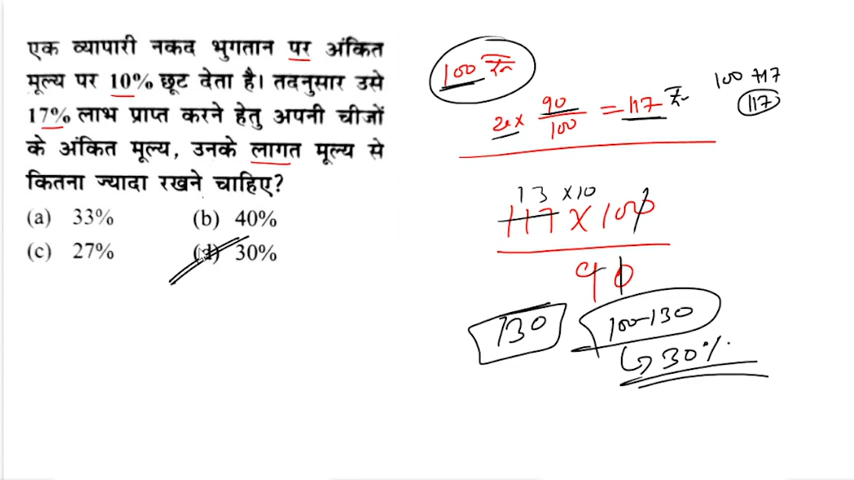 एक व्यापारी नकद भुगतान पर अंकित
मूल्य पर 10% छूट देता है। तदनुसार उसे
17% लाभ प्राप्त करने हेतु अपनी चीजों
के अंकित मूल्य, उनके लागत मूल्य से
कितना ज्यादा रखने चाहिए?
(a) 33% (b) 40%
(c) 27% (d) 30%
100
100 +17
117
90
100
= 117
13 ×10
117 × 100
90
130
100-130
↳ 30%